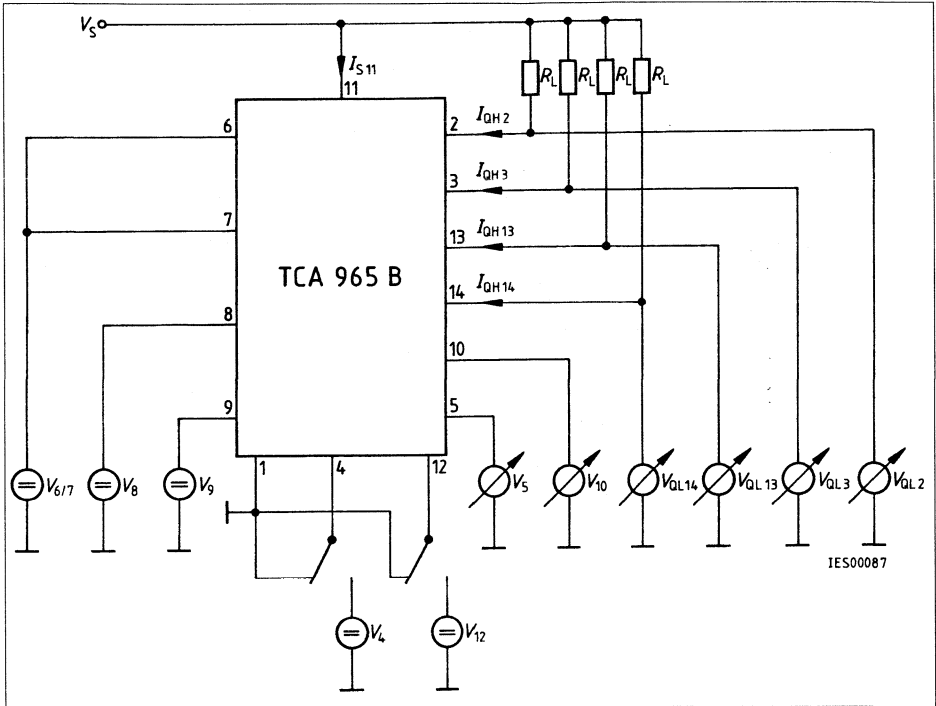 V_S
I_S11
11
R_L R_L R_L R_L
6
2
I_QH2
3
I_QH3
7
13
I_QH13
TCA 965 B
14
I_QH14
8
10
9
5
1
4
12
V_6/7
V_8
V_9
V_5
V_10
V_QL14
V_QL13
V_QL3
V_QL2
IES00087
V_4
V_12